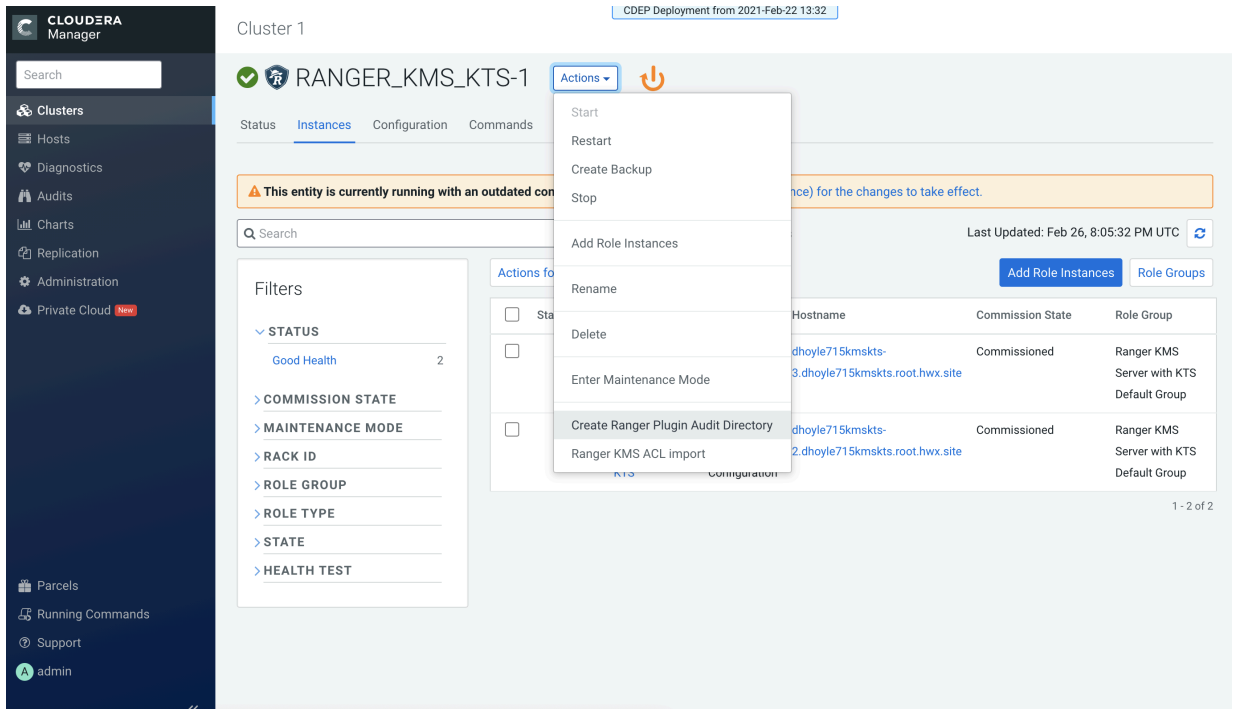 CLOUDERA
Manager
Search
Clusters
Hosts
Diagnostics
Audits
Charts
Replication
Administration
Private Cloud New
Parcels
Running Commands
Support
A admin
CDEP Deployment from 2021-Feb-22 13:32
Cluster 1
RANGER_KMS_KTS-1
Actions
Status Instances Configuration Commands
Start
Restart
Create Backup
Stop
Add Role Instances
Rename
Delete
Enter Maintenance Mode
Create Ranger Plugin Audit Directory
Ranger KMS ACL import
This entity is currently running with an outdated for the changes to take effect.
Search
Last Updated: Feb 26, 8:05:32 PM UTC
Filters
STATUS
Good Health 2
COMMISSION STATE
MAINTENANCE MODE
RACK ID
ROLE GROUP
ROLE TYPE
STATE
HEALTH TEST
Actions
Add Role Instances
Role Groups
Hostname Commission State Role Group
dhoyle715kmskts-
3.dhoyle715kmskts.root.hwx.site
Commissioned
Ranger KMS
Server with KTS
Default Group
dhoyle715kmskts-
2.dhoyle715kmskts.root.hwx.site
Commissioned
Ranger KMS
Server with KTS
Default Group
KTS
Configuration
1 - 2 of 2